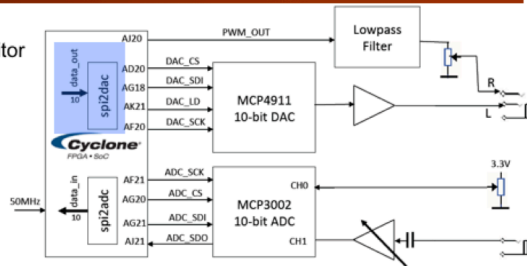 tor
AJ20
PWM_OUT
Lowpass
Filter
data_out
10
spi2dac
AD20
DAC_CS
AG18
DAC_SDI
AK21
DAC_LD
AF20
DAC_SCK
MCP4911
10-bit DAC
R
L
Cyclone
FPGA • SoC
3.3V
50MHz
data_in
10
spi2adc
AF21
ADC_SCK
AG20
ADC_CS
AG21
ADC_SDI
AJ21
ADC_SDO
MCP3002
10-bit ADC
CH0
CH1